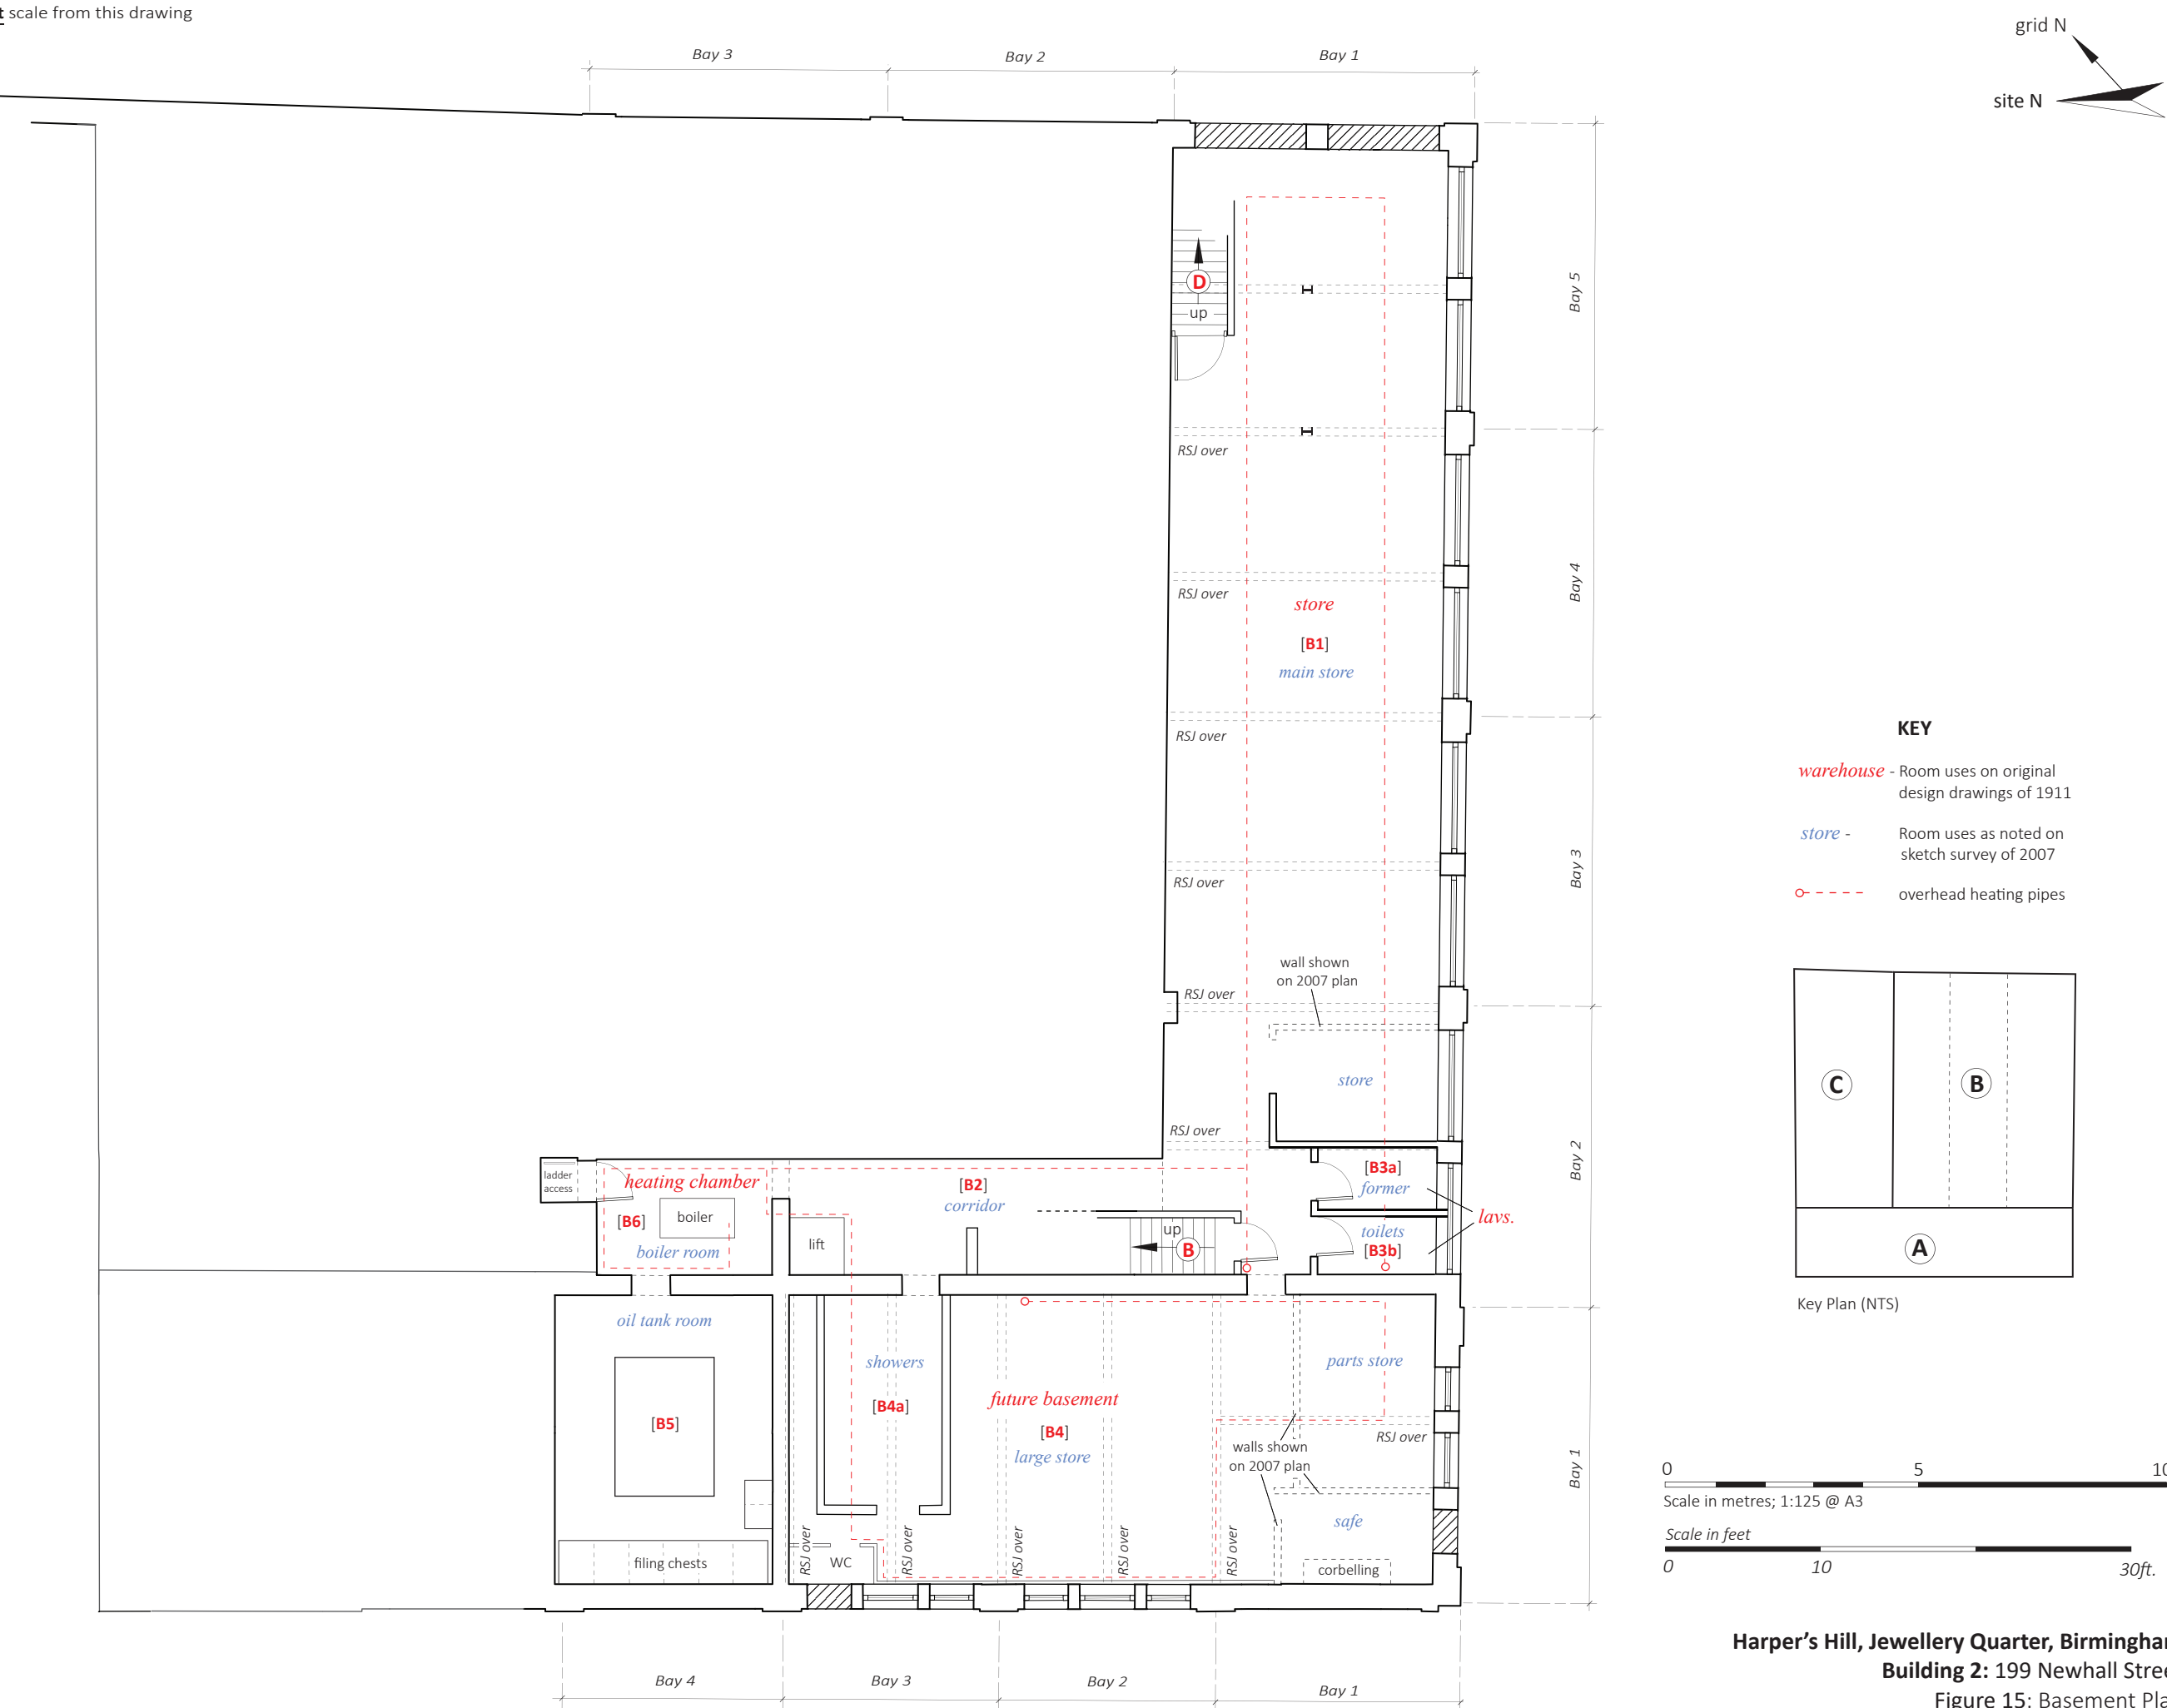 scale from this drawing
grid N
site N
Bay 3
Bay 2
Bay 1
D
up
Bay 5
RSJ over
Bay 4
RSJ over
store
[B1]
main store
RSJ over
Bay 3
RSJ over
wall shown
on 2007 plan
RSJ over
store
RSJ over
Bay 2
ladder
access
heating chamber
[B6]
boiler
boiler room
[B2]
corridor
lift
up
B
[B3a]
former
toilets
[B3b]
lavs.
oil tank room
[B5]
filing chests
showers
[B4a]
future basement
[B4]
large store
parts store
RSJ over
walls shown
on 2007 plan
safe
corbelling
WC
RSJ over
RSJ over
RSJ over
RSJ over
RSJ over
Bay 1
Bay 4
Bay 3
Bay 2
Bay 1
KEY
warehouse - Room uses on original
design drawings of 1911
store - Room uses as noted on
sketch survey of 2007
overhead heating pipes
C
B
A
Key Plan (NTS)
0 5 10
Scale in metres; 1:125 @ A3
Scale in feet
0 10 30ft.
Harper's Hill, Jewellery Quarter, Birmingham
Building 2: 199 Newhall Stree
Figure 15: Basement Pla